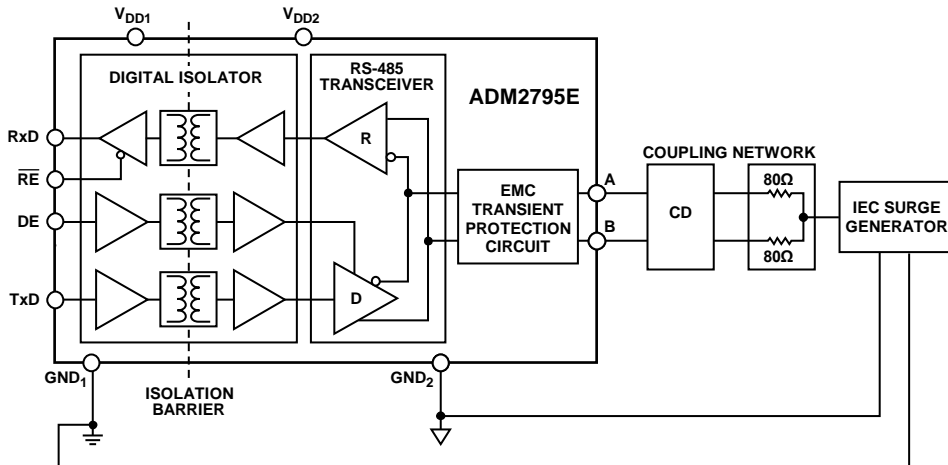 VDD1
VDD2
DIGITAL ISOLATOR
RS-485
TRANSCEIVER
ADM2795E
RxD
R
RE
DE
TxD
D
EMC
TRANSIENT
PROTECTION
CIRCUIT
A
B
COUPLING NETWORK
CD
80Ω
80Ω
IEC SURGE
GENERATOR
GND1
ISOLATION
BARRIER
GND2